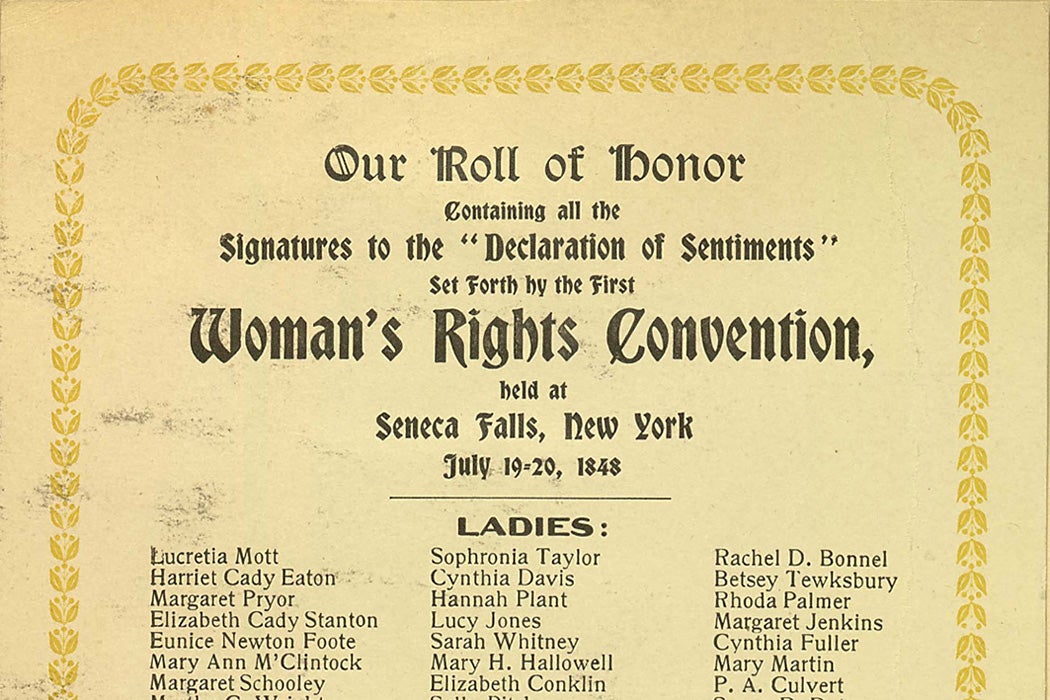 Our Roll of Honor
Containing all the
Signatures to the "Declaration of Sentiments"
Set Forth by the First
Woman's Rights Convention,
held at
Seneca Falls, New York
July 19-20, 1848
LADIES:
Lucretia Mott
Harriet Cady Eaton
Margaret Pryor
Elizabeth Cady Stanton
Eunice Newton Foote
Mary Ann M'Clintock
Margaret Schooley
Sophronia Taylor
Cynthia Davis
Hannah Plant
Lucy Jones
Sarah Whitney
Mary H. Hallowell
Elizabeth Conklin
Rachel D. Bonnel
Betsey Tewksbury
Rhoda Palmer
Margaret Jenkins
Cynthia Fuller
Mary Martin
P. A. Culvert